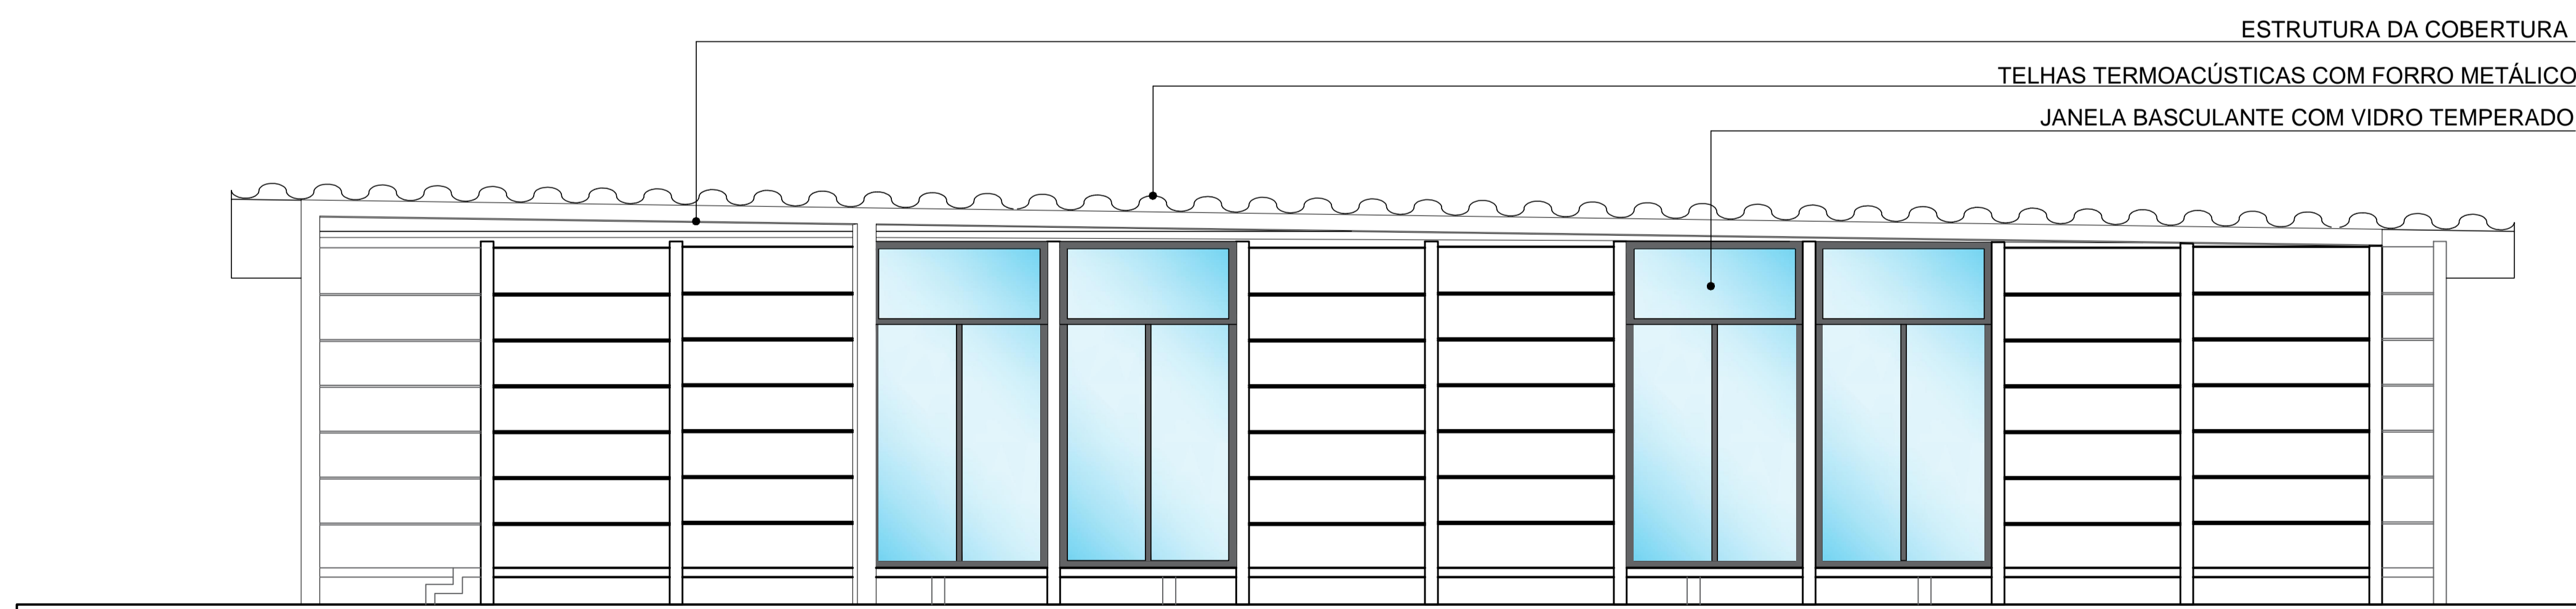 ESTRUTURA DA COBERTURA
TELHAS TERMOACÚSTICAS COM FORRO METÁLICO
JANELA BASCULANTE COM VIDRO TEMPERADO